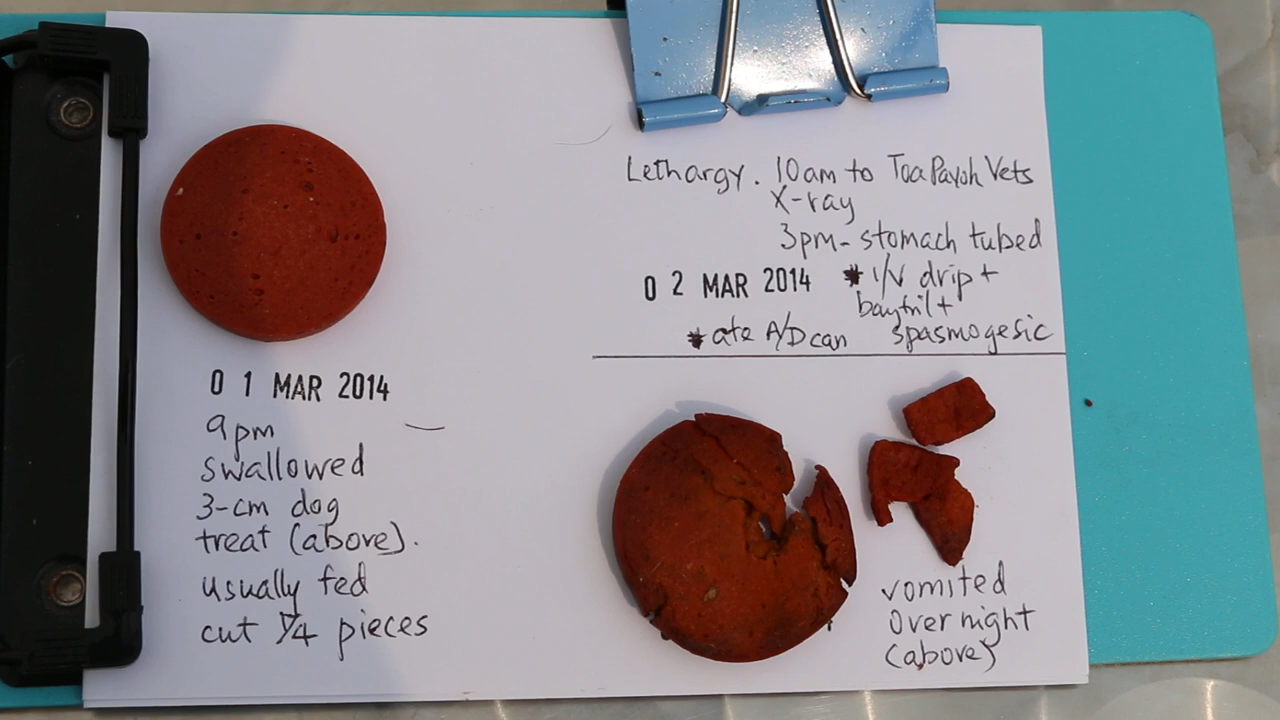 0 1 MAR 2014
9pm
swallowed
3-cm dog
treat (above).
usually fed
cut 1/4 pieces
Lethargy. 10am to Toa Payoh Vets
X-ray
3pm- stomach tubed
0 2 MAR 2014 * I/V drip +
baytril +
* ate A/D can spasmogesic
vomited
overnight
(above)